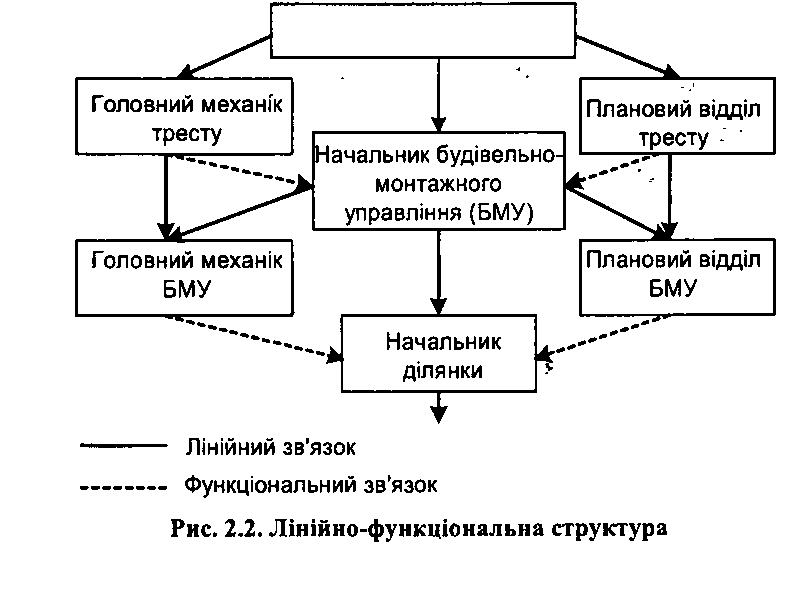 Головний механік
тресту
Плановий відділ
тресту
Начальник будівельно-
монтажного
управління (БМУ)
Головний механік
БМУ
Плановий відділ
БМУ
Начальник
ділянки
Лінійний зв'язок
Функціональний зв'язок
Рис. 2.2. Лінійно-функціональна структура